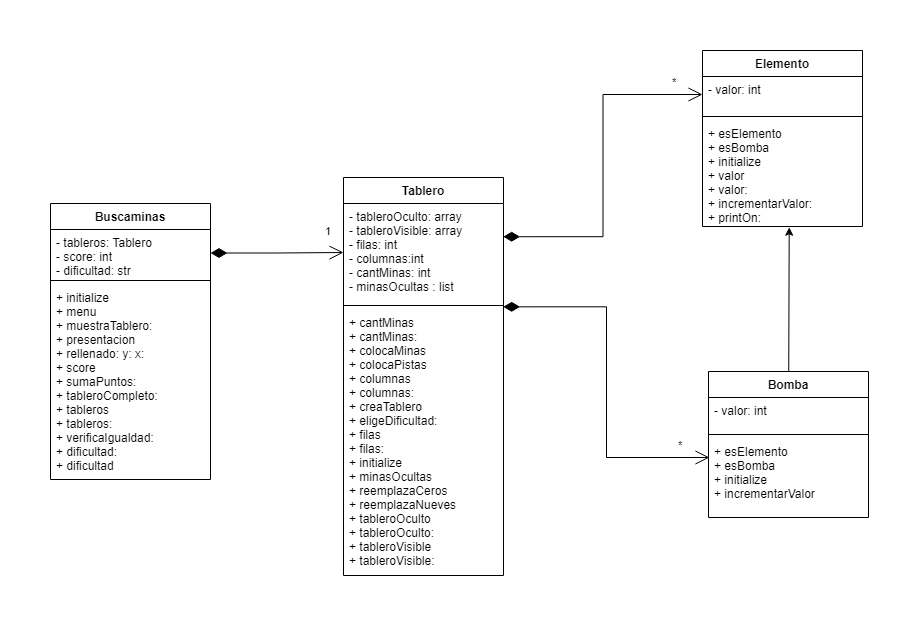 Buscaminas
- tableros: Tablero
- score: int
- dificultad: str
+ initialize
+ menu
+ muestraTablero:
+ presentacion
+ rellenado: y: x:
+ score
+ sumaPuntos:
+ tableroCompleto:
+ tableros
+ tableros:
+ verificaIgualdad:
+ dificultad:
+ dificultad
1
Tablero
- tableroOculto: array
- tableroVisible: array
- filas: int
- columnas:int
- cantMinas: int
- minasOcultas : list
+ cantMinas
+ cantMinas:
+ colocaMinas
+ colocaPistas
+ columnas
+ columnas:
+ creaTablero
+ eligeDificultad:
+ filas
+ filas:
+ initialize
+ minasOcultas
+ reemplazaCeros
+ reemplazaNueves
+ tableroOculto
+ tableroOculto:
+ tableroVisible
+ tableroVisible:
*
Elemento
- valor: int
+ esElemento
+ esBomba
+ initialize
+ valor
+ valor:
+ incrementarValor:
+ printOn:
*
Bomba
- valor: int
+ esElemento
+ esBomba
+ initialize
+ incrementarValor